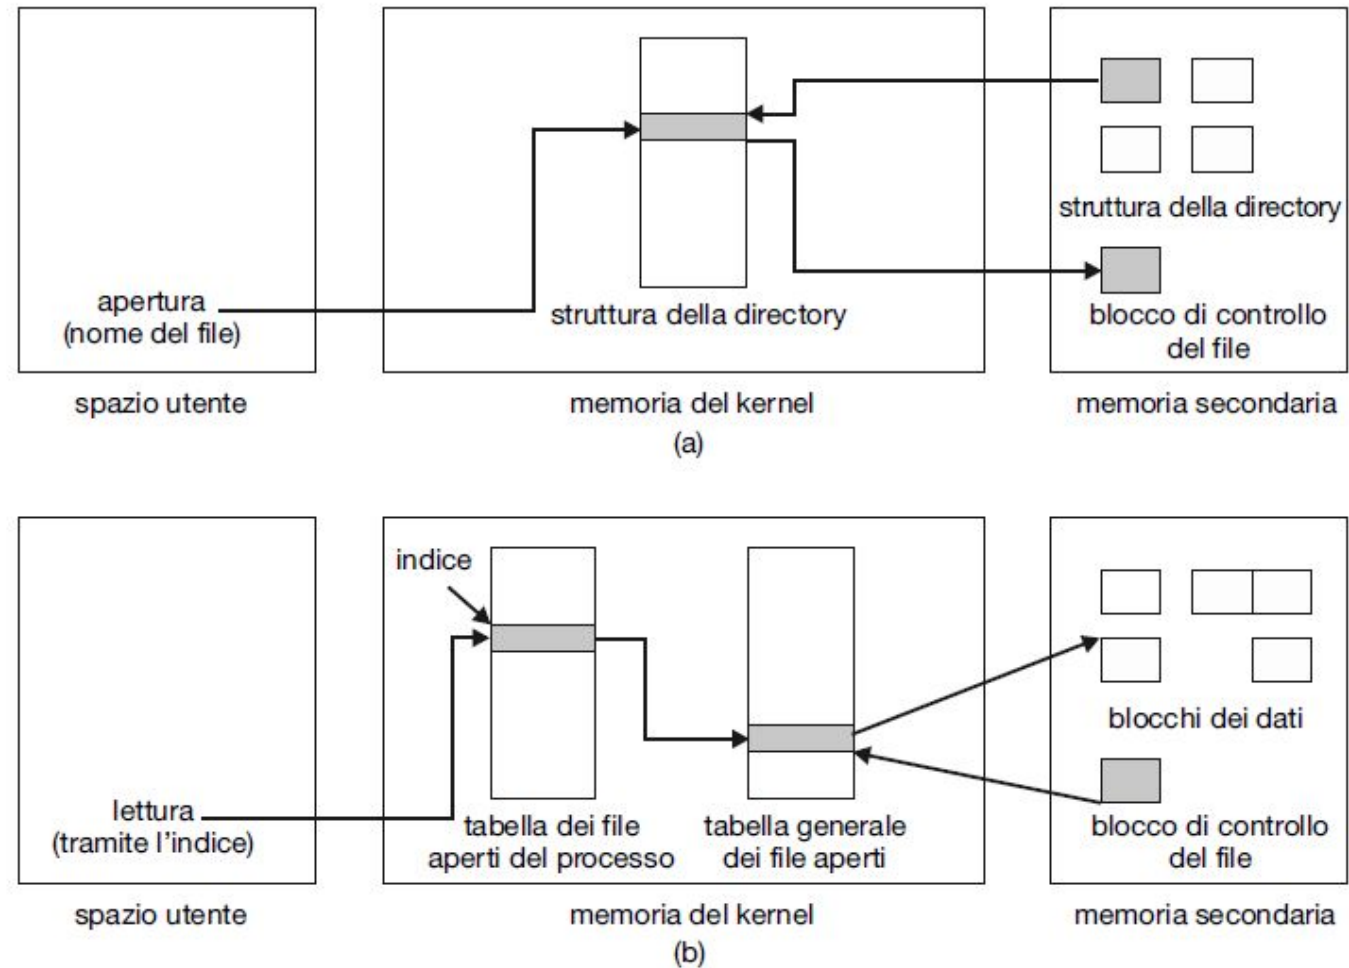 struttura della directory
apertura
(nome del file)
struttura della directory
blocco di controllo
del file
spazio utente
memoria del kernel
memoria secondaria
(a)
indice
blocchi dei dati
lettura
(tramite l'indice)
tabella dei file
aperti del processo
tabella generale
dei file aperti
blocco di controllo
del file
spazio utente
memoria del kernel
memoria secondaria
(b)